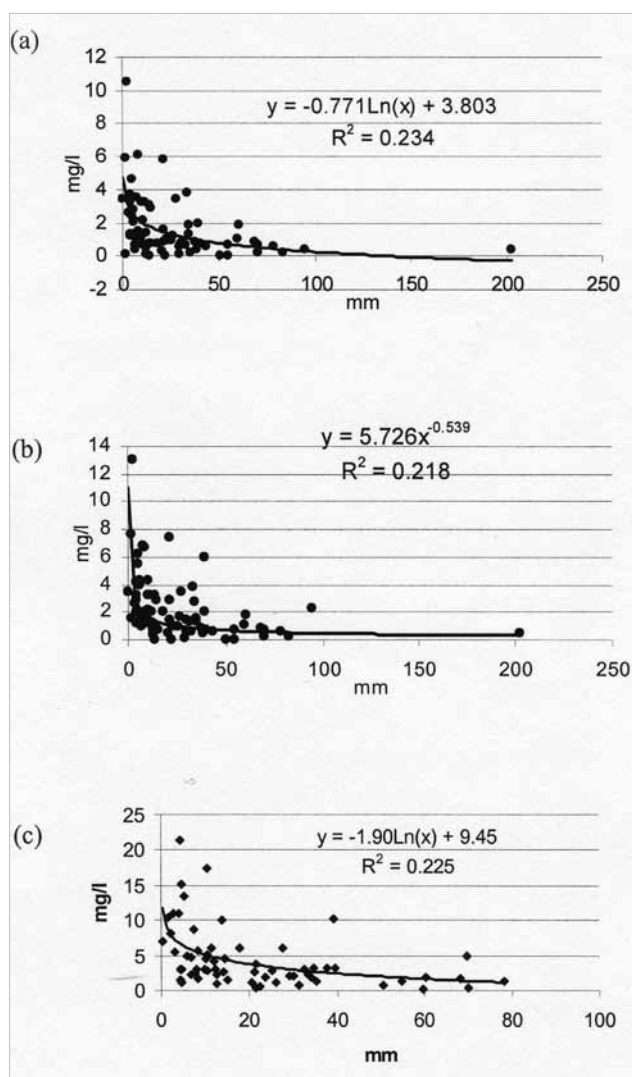 (a)
12
10
8
6
4
2
0
-2
mg/l
y = -0.771Ln(x) + 3.803
R² = 0.234
0 50 100 150 200 250
mm
(b)
14
12
10
8
6
4
2
0
mg/l
y = 5.726x^-0.539
R² = 0.218
0 50 100 150 200 250
mm
(c)
25
20
15
10
5
0
mg/l
y = -1.90Ln(x) + 9.45
R² = 0.225
0 20 40 60 80 100
mm